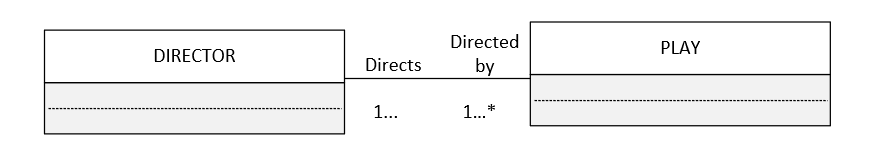 DIRECTOR
Directs
Directed
by
PLAY
1...
1...*